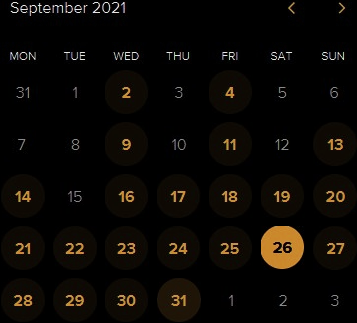 September 2021
MON TUE WED THU FRI SAT SUN
31 1 2 3 4 5 6
7 8 9 10 11 12 13
14 15 16 17 18 19 20
21 22 23 24 25 26 27
28 29 30 31 1 2 3